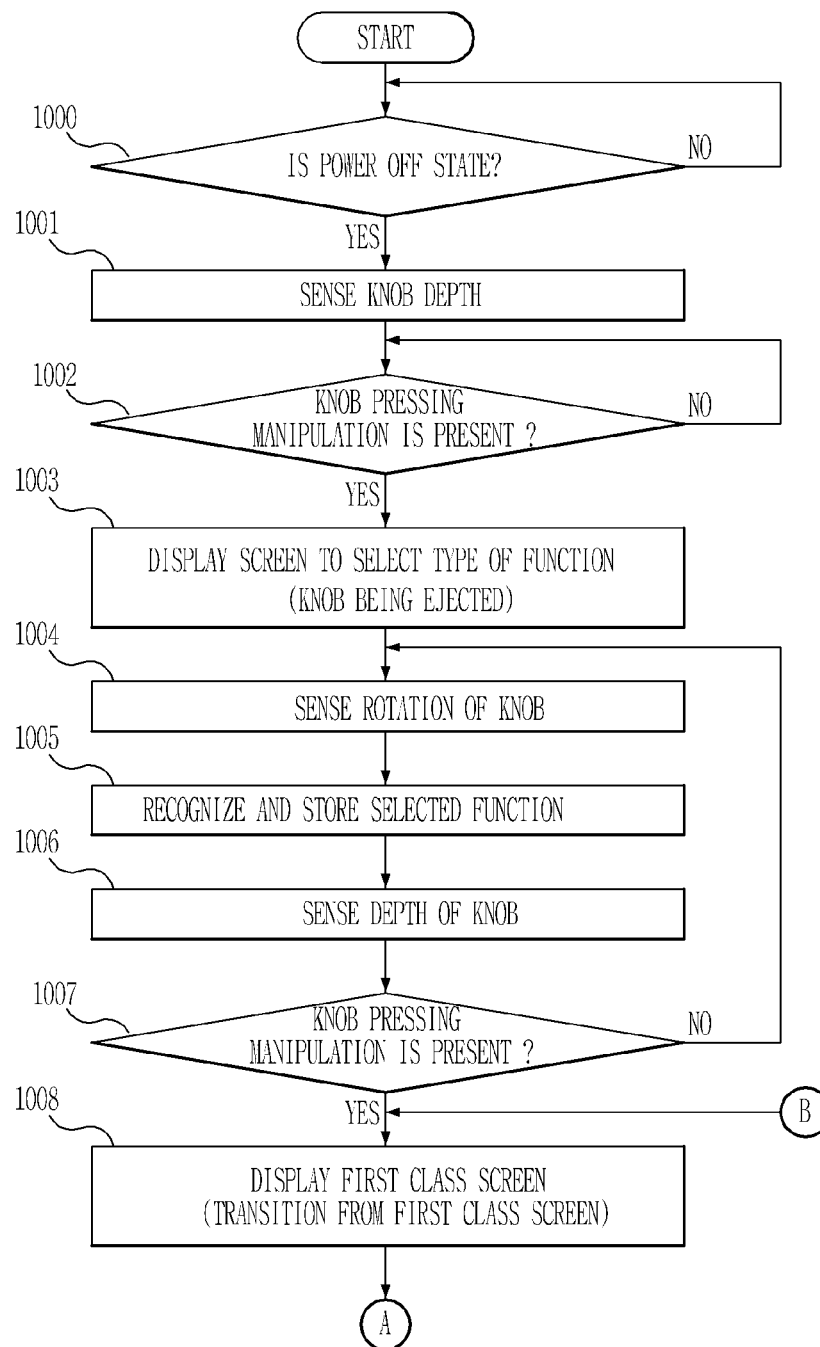 START
1000
IS POWER OFF STATE?
NO
YES
1001
SENSE KNOB DEPTH
1002
KNOB PRESSING
MANIPULATION IS PRESENT ?
NO
YES
1003
DISPLAY SCREEN TO SELECT TYPE OF FUNCTION
(KNOB BEING EJECTED)
1004
SENSE ROTATION OF KNOB
1005
RECOGNIZE AND STORE SELECTED FUNCTION
1006
SENSE DEPTH OF KNOB
1007
KNOB PRESSING
MANIPULATION IS PRESENT ?
NO
YES
B
1008
DISPLAY FIRST CLASS SCREEN
(TRANSITION FROM FIRST CLASS SCREEN)
A